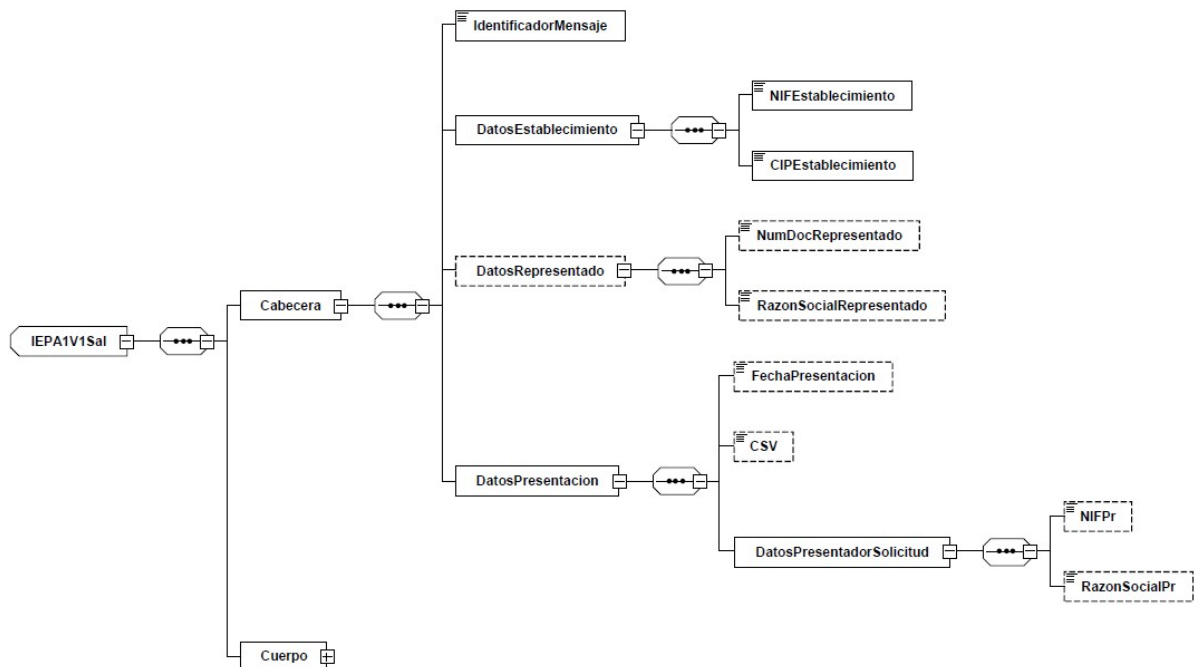 IdentificadorMensaje
NIFEstablecimiento
DatosEstablecimiento
CIPEstablecimiento
NumDocRepresentado
DatosRepresentado
RazonSocialRepresentado
Cabecera
IEPA1V1Sal
FechaPresentacion
CSV
DatosPresentacion
NIFPr
DatosPresentadorSolicitud
RazonSocialPr
Cuerpo